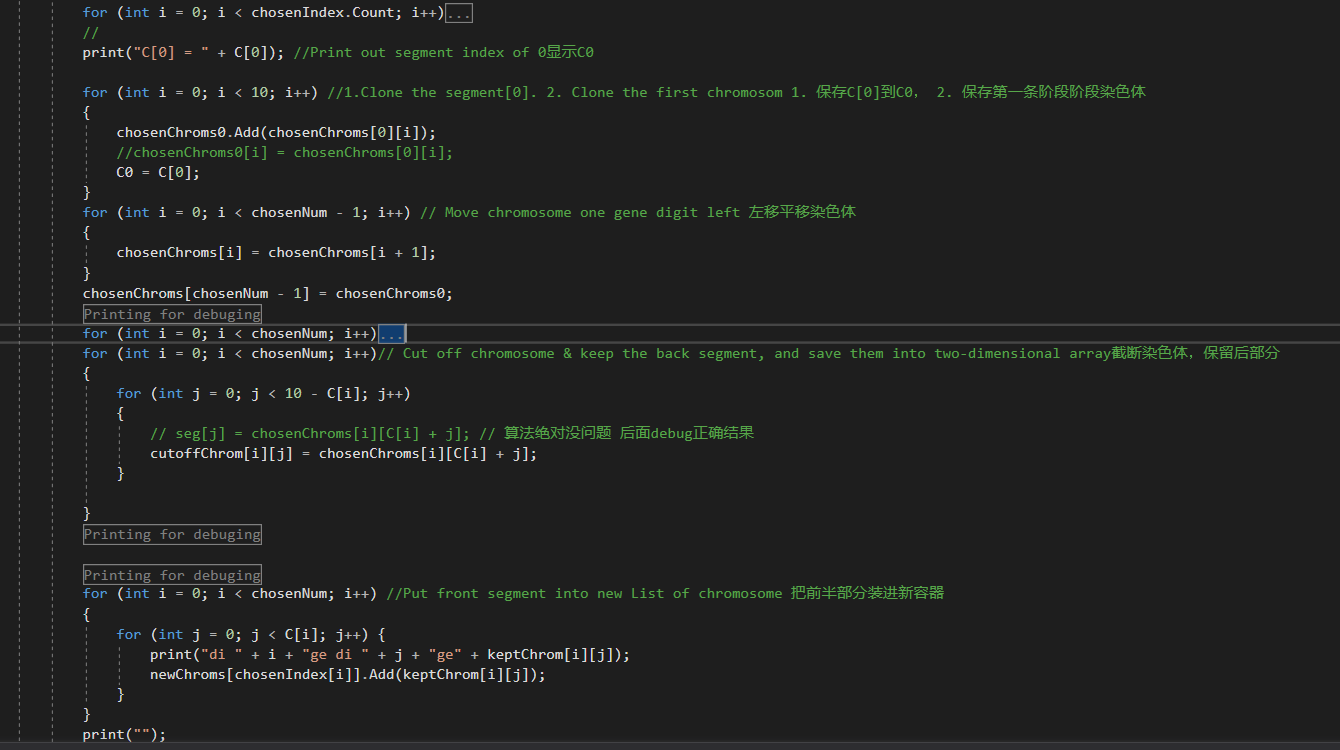 for (int i = 0; i < chosenIndex.Count; i++)...
//
print("C[0] = " + C[0]); //Print out segment index of 0显示C0
for (int i = 0; i < 10; i++) //1.Clone the segment[0]. 2. Clone the first chromosom 1. 保存C[0]到C0， 2. 保存第一条阶段阶段染色体
{
chosenChroms0.Add(chosenChroms[0][i]);
//chosenChroms0[i] = chosenChroms[0][i];
C0 = C[0];
}
for (int i = 0; i < chosenNum - 1; i++) // Move chromosome one gene digit left 左移平移染色体
{
chosenChroms[i] = chosenChroms[i + 1];
}
chosenChroms[chosenNum - 1] = chosenChroms0;
Printing for debuging
for (int i = 0; i < chosenNum; i++)...
for (int i = 0; i < chosenNum; i++)// Cut off chromosome & keep the back segment, and save them into two-dimensional array截断染色体，保留后部分
{
for (int j = 0; j < 10 - C[i]; j++)
{
// seg[j] = chosenChroms[i][C[i] + j]; // 算法绝对没问题 后面debug正确结果
cutoffChrom[i][j] = chosenChroms[i][C[i] + j];
}
}
Printing for debuging
Printing for debuging
for (int i = 0; i < chosenNum; i++) //Put front segment into new List of chromosome 把前半部分装进新容器
{
for (int j = 0; j < C[i]; j++) {
print("di " + i + "ge di " + j + "ge" + keptChrom[i][j]);
newChroms[chosenIndex[i]].Add(keptChrom[i][j]);
}
}
print("");